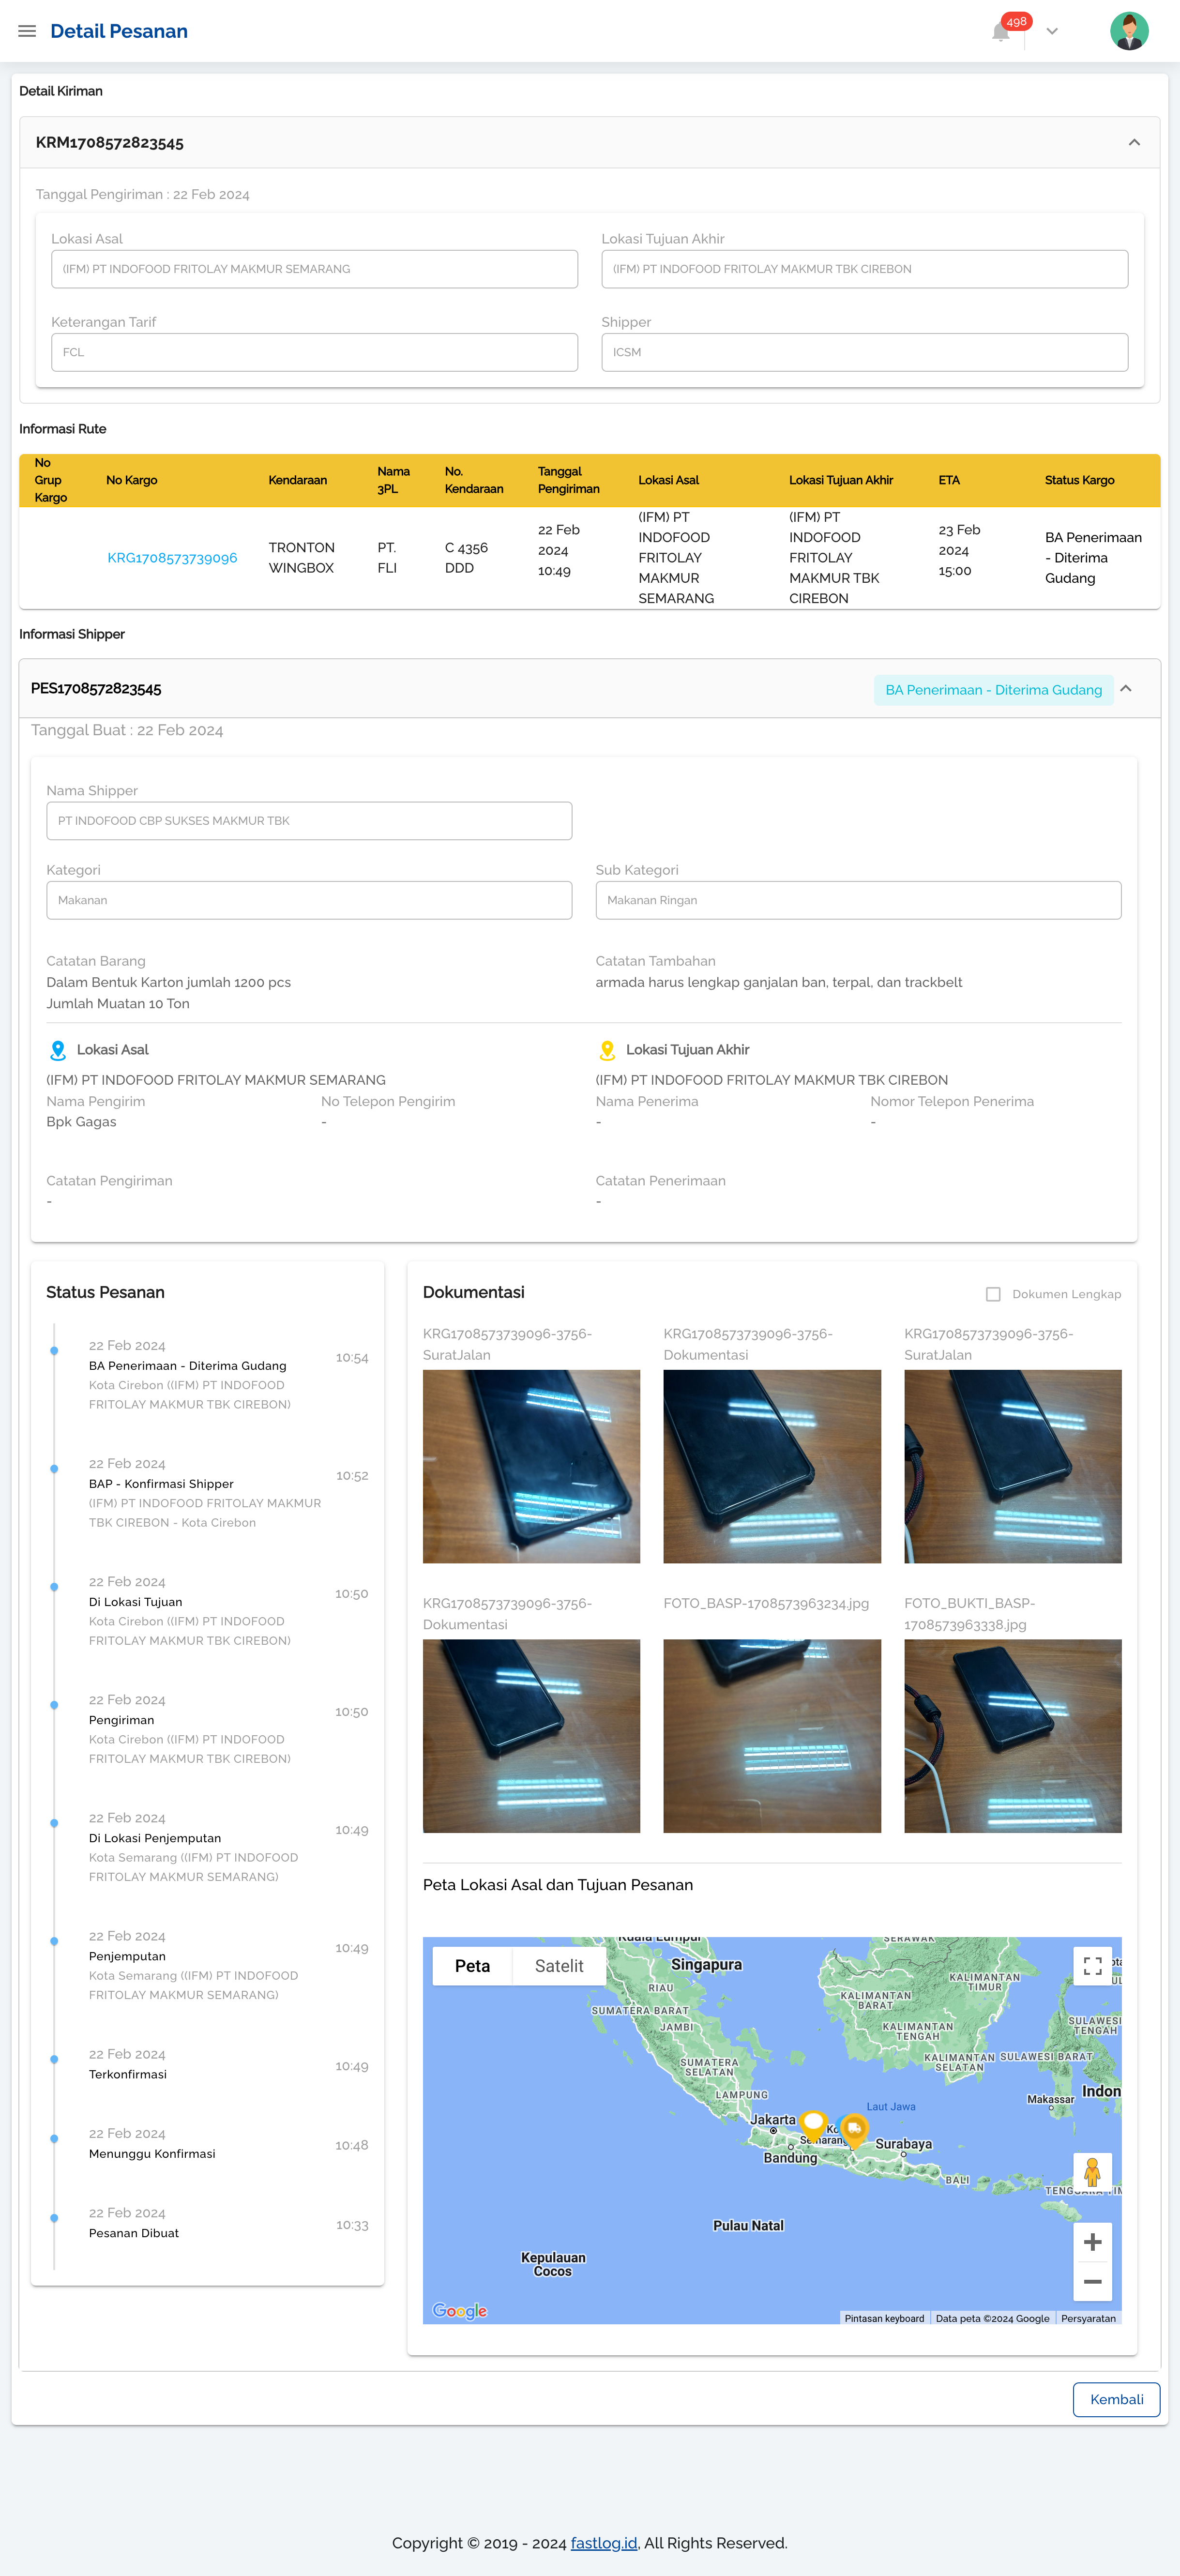 Detail Pesanan
498
Detail Kiriman
KRM1708572823545
Tanggal Pengiriman : 22 Feb 2024
Lokasi Asal
Lokasi Tujuan Akhir
(IFM) PT INDOFOOD FRITOLAY MAKMUR SEMARANG
(IFM) PT INDOFOOD FRITOLAY MAKMUR TBK CIREBON
Keterangan Tarif
Shipper
FCL
ICSM
Informasi Rute
No
Grup
Kargo
No Kargo
Kendaraan
Nama
3PL
No.
Kendaraan
Tanggal
Pengiriman
Lokasi Asal
Lokasi Tujuan Akhir
ETA
Status Kargo
KRG1708573739096
TRONTON
WINGBOX
PT.
FLI
C 4356
DDD
22 Feb
2024
10:49
(IFM) PT
INDOFOOD
FRITOLAY
MAKMUR
SEMARANG
(IFM) PT
INDOFOOD
FRITOLAY
MAKMUR TBK
CIREBON
23 Feb
2024
15:00
BA Penerimaan
- Diterima
Gudang
Informasi Shipper
PES1708572823545
BA Penerimaan - Diterima Gudang
Tanggal Buat : 22 Feb 2024
Nama Shipper
PT INDOFOOD CBP SUKSES MAKMUR TBK
Kategori
Sub Kategori
Makanan
Makanan Ringan
Catatan Barang
Dalam Bentuk Karton jumlah 1200 pcs
Jumlah Muatan 10 Ton
Catatan Tambahan
armada harus lengkap ganjalan ban, terpal, dan trackbelt
Lokasi Asal
(IFM) PT INDOFOOD FRITOLAY MAKMUR SEMARANG
Nama Pengirim
Bpk Gagas
No Telepon Pengirim
-
Catatan Pengiriman
-
Lokasi Tujuan Akhir
(IFM) PT INDOFOOD FRITOLAY MAKMUR TBK CIREBON
Nama Penerima
-
Nomor Telepon Penerima
-
Catatan Penerimaan
-
Status Pesanan
22 Feb 2024
BA Penerimaan - Diterima Gudang
Kota Cirebon ((IFM) PT INDOFOOD
FRITOLAY MAKMUR TBK CIREBON)
10:54
22 Feb 2024
BAP - Konfirmasi Shipper
(IFM) PT INDOFOOD FRITOLAY MAKMUR
TBK CIREBON - Kota Cirebon
10:52
22 Feb 2024
Di Lokasi Tujuan
Kota Cirebon ((IFM) PT INDOFOOD
FRITOLAY MAKMUR TBK CIREBON)
10:50
22 Feb 2024
Pengiriman
Kota Cirebon ((IFM) PT INDOFOOD
FRITOLAY MAKMUR TBK CIREBON)
10:50
22 Feb 2024
Di Lokasi Penjemputan
Kota Semarang ((IFM) PT INDOFOOD
FRITOLAY MAKMUR SEMARANG)
10:49
22 Feb 2024
Penjemputan
Kota Semarang ((IFM) PT INDOFOOD
FRITOLAY MAKMUR SEMARANG)
10:49
22 Feb 2024
Terkonfirmasi
10:49
22 Feb 2024
Menunggu Konfirmasi
10:48
22 Feb 2024
Pesanan Dibuat
10:33
Dokumentasi
Dokumen Lengkap
KRG1708573739096-3756-
SuratJalan
KRG1708573739096-3756-
Dokumentasi
KRG1708573739096-3756-
SuratJalan
KRG1708573739096-3756-
Dokumentasi
FOTO_BASP-1708573963234.jpg
FOTO_BUKTI_BASP-
1708573963338.jpg
Peta Lokasi Asal dan Tujuan Pesanan
Peta
Satelit
Kuala Lumpur
Singapura
SERAWAK
RIAU
SUMATERA BARAT
JAMBI
SUMATERA
SELATAN
LAMPUNG
KALIMANTAN
BARAT
KALIMANTAN
TIMUR
KALIMANTAN
TENGAH
KALIMANTAN
SELATAN
SULAWESI
TENGAH
SULAWESI BARAT
Makassar
Indon
Laut Jawa
Jakarta
Bandung
Semarang
Surabaya
BALI
Pulau Natal
Kepulauan
Cocos
Google
Pintasan keyboard
Data peta ©2024 Google
Persyaratan
Kembali
Copyright © 2019 - 2024 fastlog.id, All Rights Reserved.